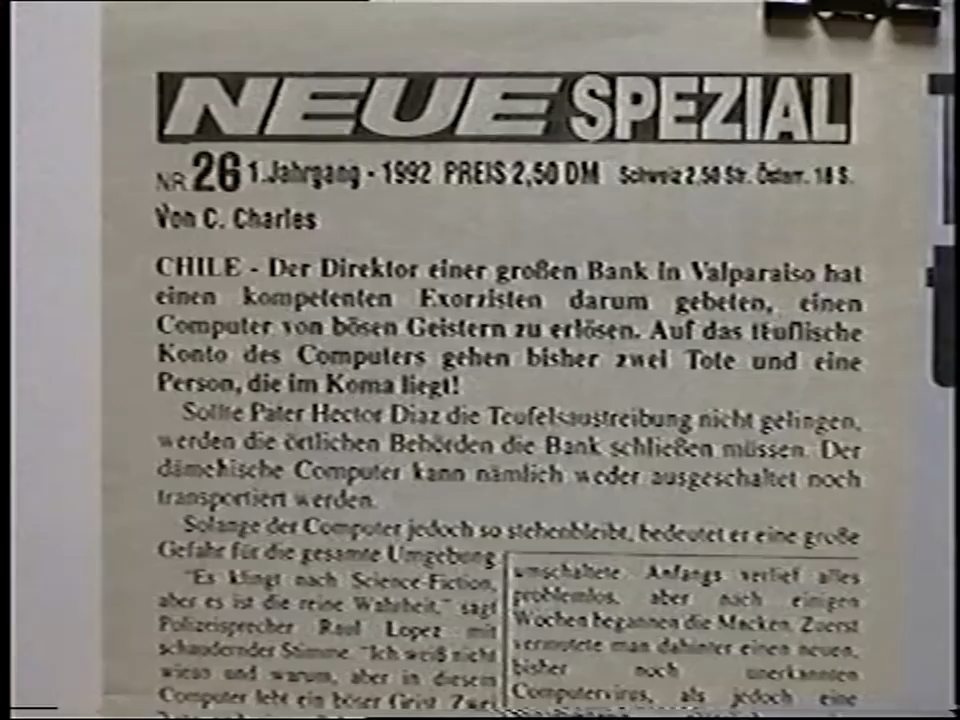 NEUE SPEZIAL
NR 26 1. Jahrgang - 1992 PREIS 2,50 DM Schweiz 2,50 Sfr. Österr. 18 S.
Von C. Charles
CHILE - Der Direktor einer großen Bank in Valparaiso hat
einen kompetenten Exorzisten darum gebeten, einen
Computer von bösen Geistern zu erlösen. Auf das teuflische
Konto des Computers gehen bisher zwei Tote und eine
Person, die im Koma liegt!
Sollte Pater Hector Diaz die Teufelsaustreibung nicht gelingen,
werden die örtlichen Behörden die Bank schließen müssen. Der
dämonische Computer kann nämlich weder ausgeschaltet noch
transportiert werden.
Solange der Computer jedoch so stehenbleibt, bedeutet er eine große
Gefahr für die gesamte Umgebung.
"Es klingt nach Science-Fiction,
aber es ist die reine Wahrheit," sagt
Polizeisprecher Raul Lopez mit
schaudernder Stimme. "Ich weiß nicht
wieso und warum, aber in diesem
Computer lebt ein böser Geist. Zwei
umschaltete. Anfangs verlief alles
problemlos, aber nach einigen
Wochen begannen die Macken. Zuerst
vermutete man dahinter einen neuen,
bisher noch unerkannten
Computervirus, als jedoch eine